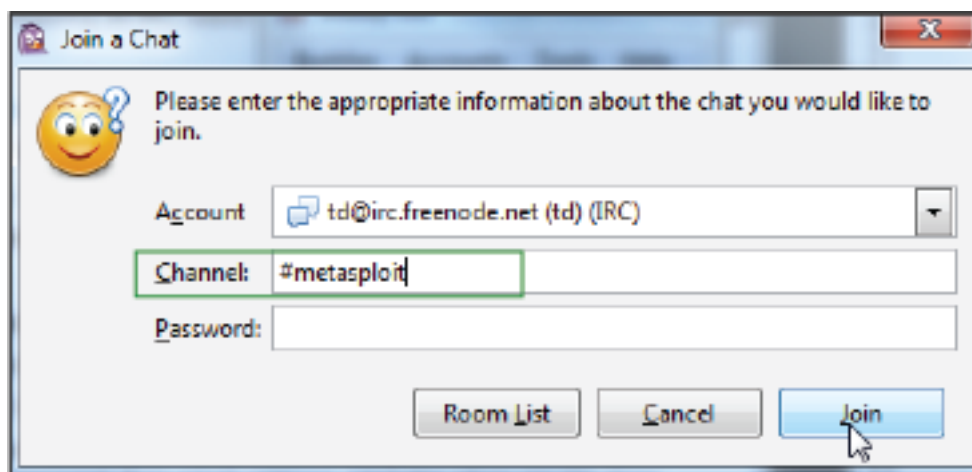 Join a Chat
Please enter the appropriate information about the chat you would like to
join.
Account td@irc.freenode.net (td) (IRC)
Channel: #metasploit
Password:
Room List Cancel Join